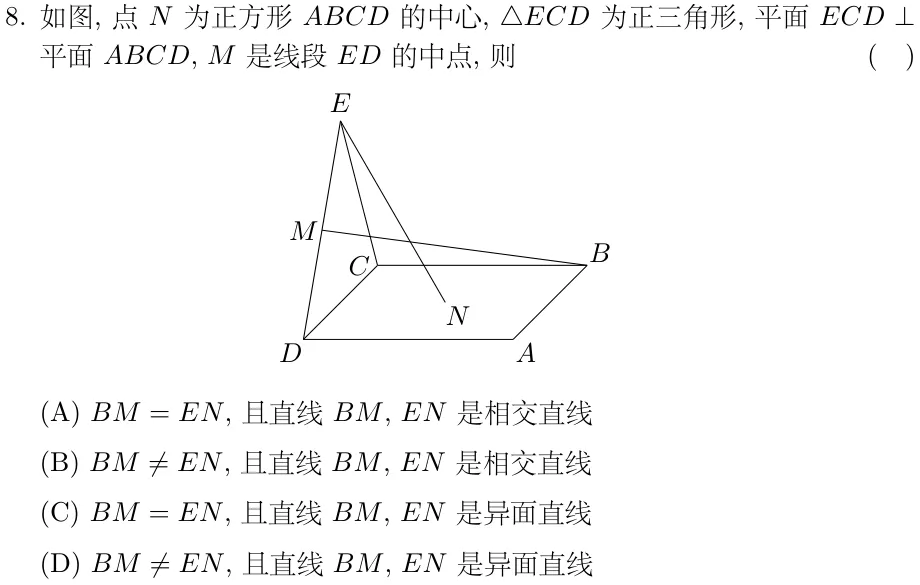 8. 如图, 点 N 为正方形 ABCD 的中心, △ECD 为正三角形, 平面 ECD ⊥
平面 ABCD, M 是线段 ED 的中点, 则 ( )
E
M
B
C
N
D
A
(A) BM = EN, 且直线 BM, EN 是相交直线
(B) BM ≠ EN, 且直线 BM, EN 是相交直线
(C) BM = EN, 且直线 BM, EN 是异面直线
(D) BM ≠ EN, 且直线 BM, EN 是异面直线